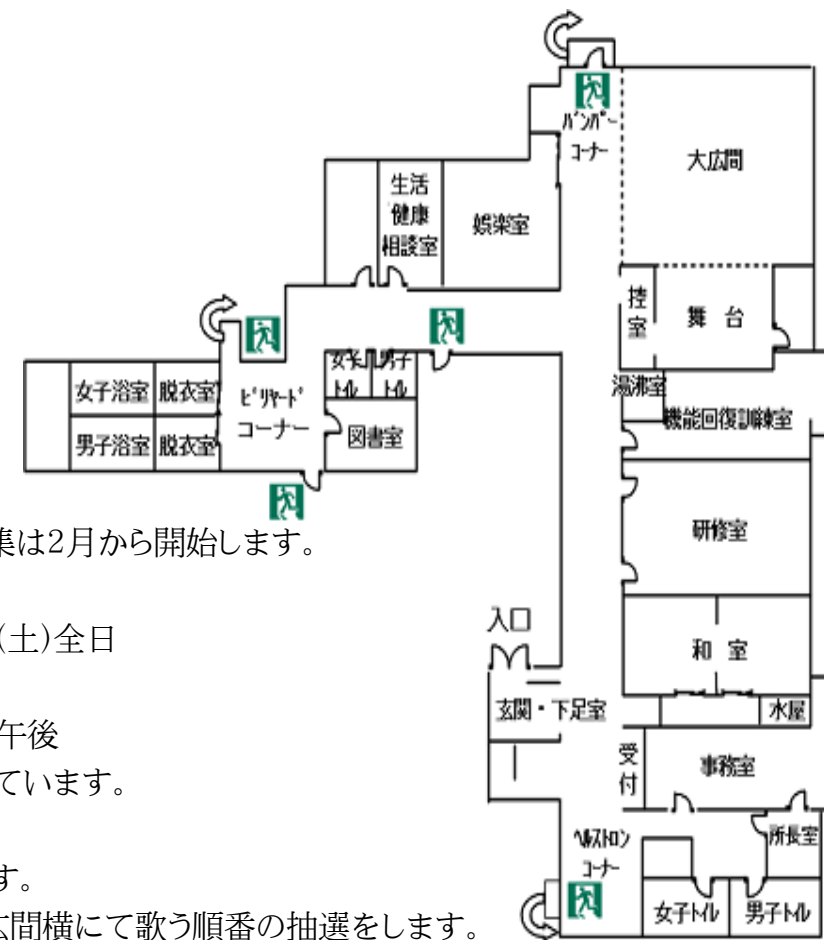 バンパー
コーナー
大広間
生活
健康
相談室
娯楽室
控
室
舞台
湯沸室
機能回復訓練室
女子
トイレ
男子
トイレ
女子浴室
脱衣室
ビリヤード
コーナー
図書室
男子浴室
脱衣室
研修室
集は2月から開始します。
入口
(土)全日
和室
玄関・下足室
水屋
午後
受
付
事務室
ています。
ヘルストロン
コーナー
所長室
す。
女子トイレ
男子トイレ
広間横にて歌う順番の抽選をします。